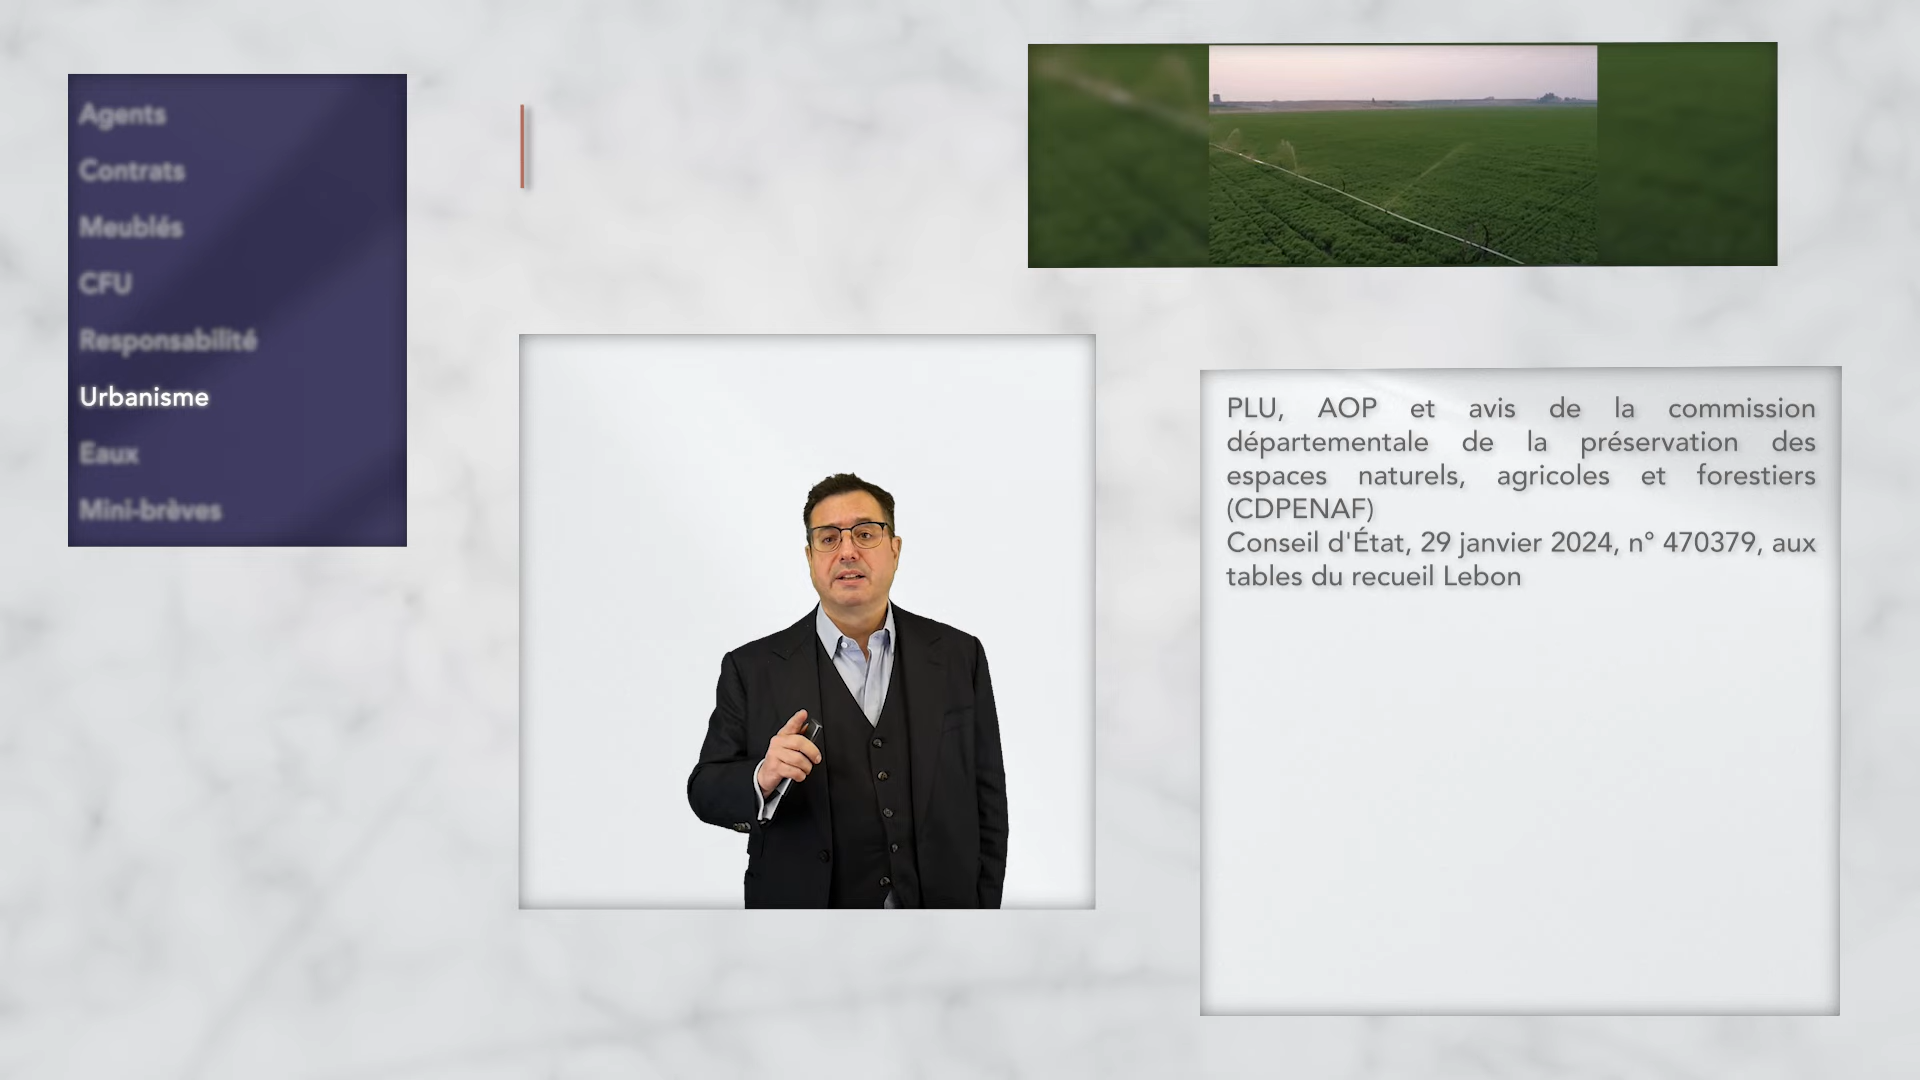 Agents
Contrats
Meublés
CFU
Responsabilité
Urbanisme
Eaux
Mini-brèves
PLU, AOP et avis de la commission
départementale de la préservation des
espaces naturels, agricoles et forestiers
(CDPENAF)
Conseil d'État, 29 janvier 2024, n° 470379, aux
tables du recueil Lebon